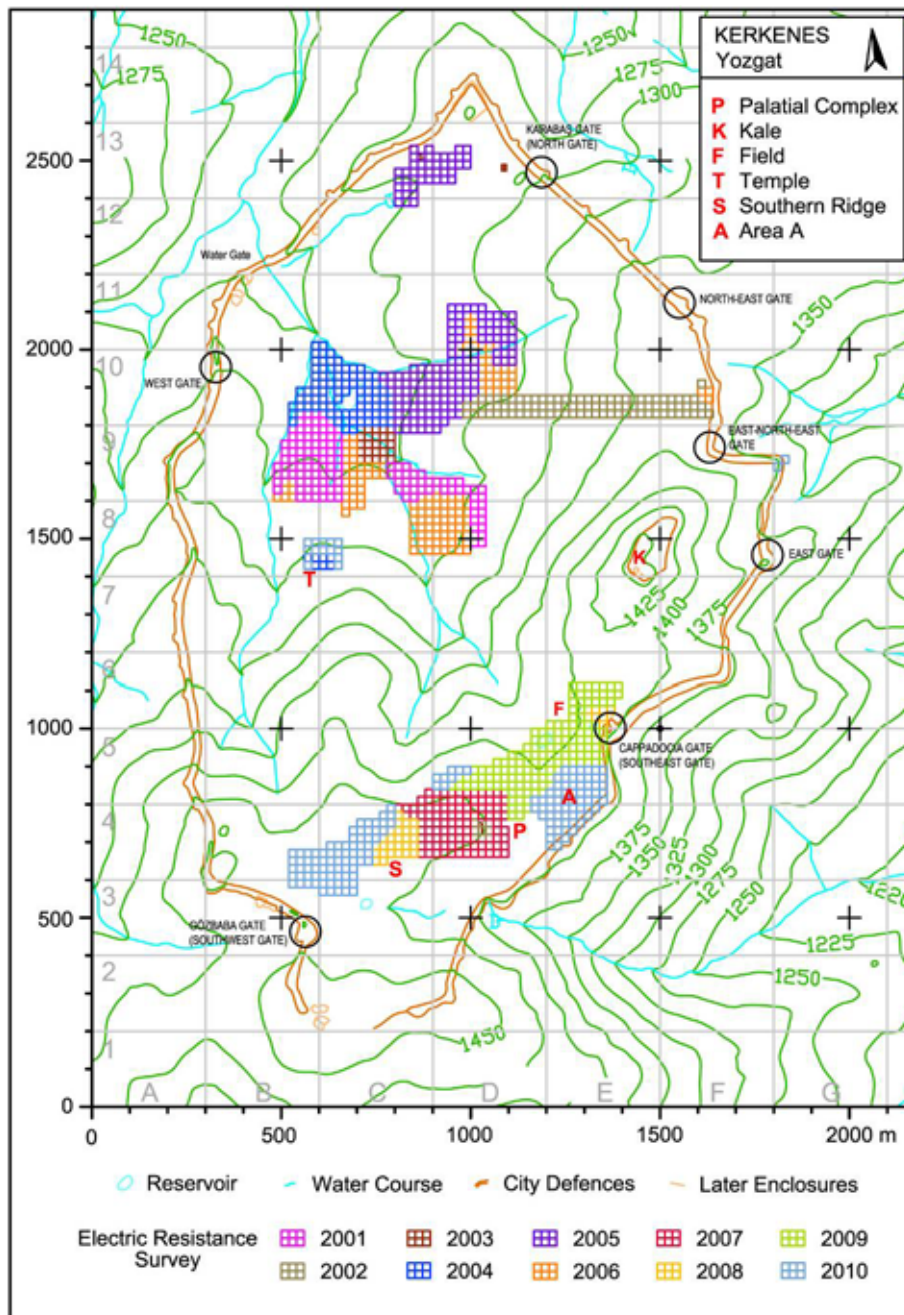 KERKENES
Yozgat
P Palatial Complex
K Kale
F Field
T Temple
S Southern Ridge
A Area A
1250
1275
14
1250
1275
1300
13
2500
KARABAŞ GATE
(NORTH GATE)
12
Water Gate
11
NORTH-EAST GATE
1350
2000
10
WEST GATE
9
EAST-NORTH-EAST
GATE
8
1500
K
EAST GATE
T
7
1425
1400
1375
6
F
1000
5
CAPPADOCIA GATE
(SOUTHEAST GATE)
A
4
P
S
1375
1350
1325
1300
1275
1250
3
1220
500
GÖZBABA GATE
(SOUTHWEST GATE)
1225
2
1250
1450
1
A B C D E F G
0
0 500 1000 1500 2000 m
Reservoir Water Course City Defences Later Enclosures
Electric Resistance
Survey
2001 2003 2005 2007 2009
2002 2004 2006 2008 2010